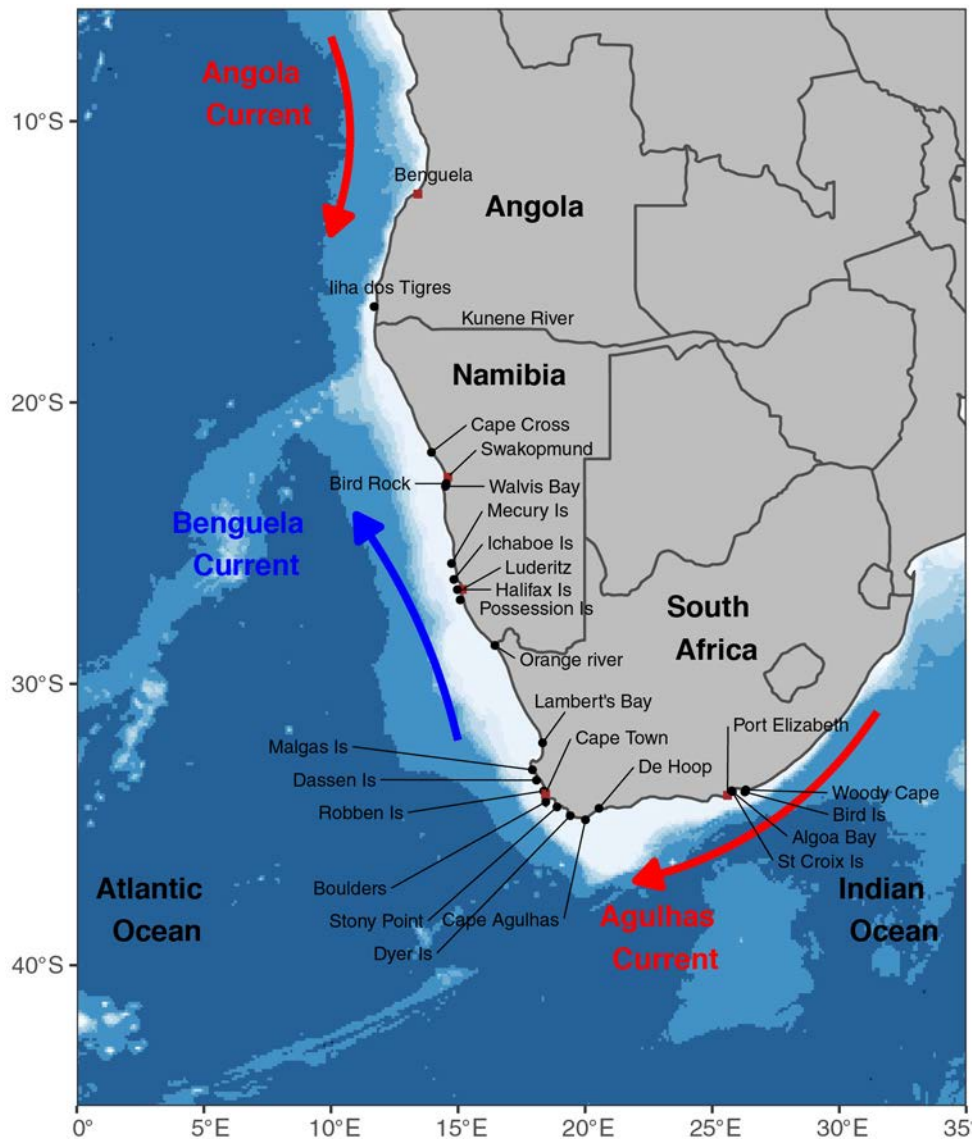 Angola
Current
10°S
Benguela
Angola
Iiha dos Tigres
Kunene River
Namibia
20°S
Cape Cross
Swakopmund
Bird Rock
Walvis Bay
Mecury Is
Benguela
Current
Ichaboe Is
Luderitz
Halifax Is
Possession Is
South
Africa
Orange river
30°S
Lambert's Bay
Port Elizabeth
Malgas Is
Cape Town
Dassen Is
De Hoop
Robben Is
Woody Cape
Bird Is
Algoa Bay
St Croix Is
Boulders
Atlantic
Ocean
Stony Point
Cape Agulhas
Dyer Is
Agulhas
Current
Indian
Ocean
40°S
0°
5°E
10°E
15°E
20°E
25°E
30°E
35